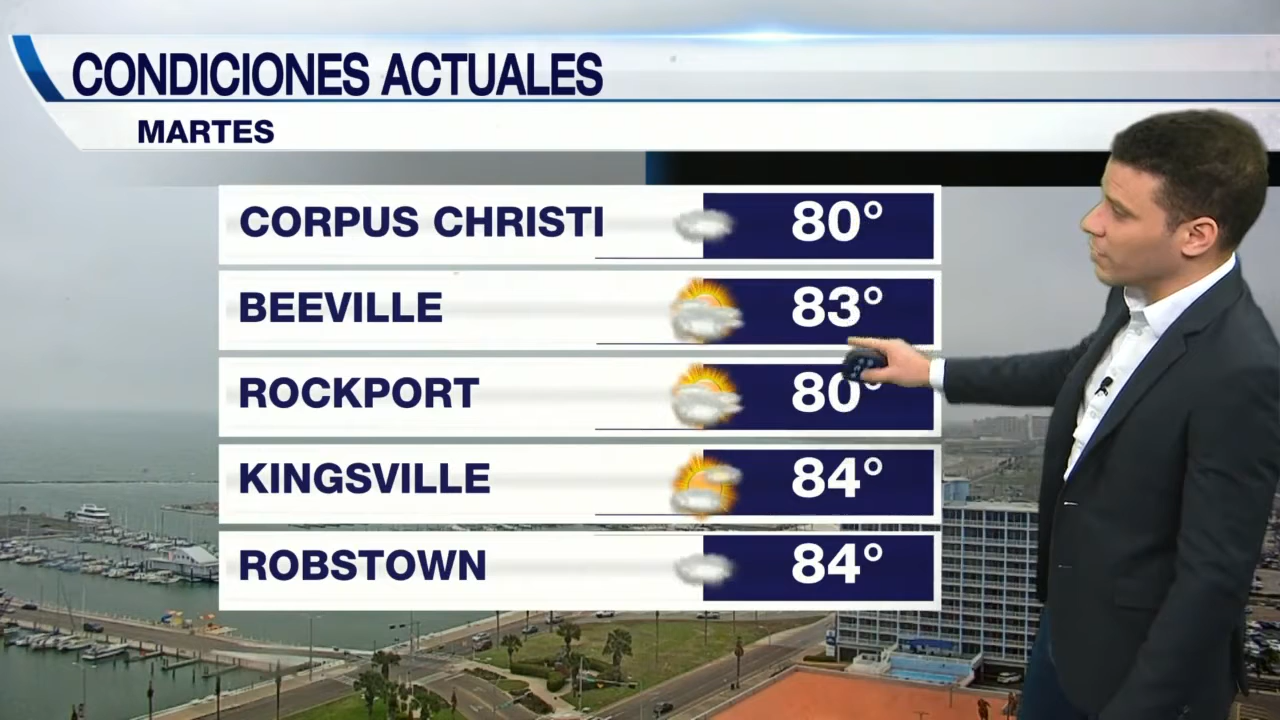 CONDICIONES ACTUALES
MARTES
CORPUS CHRISTI 80°
BEEVILLE 83°
ROCKPORT 80°
KINGSVILLE 84°
ROBSTOWN 84°